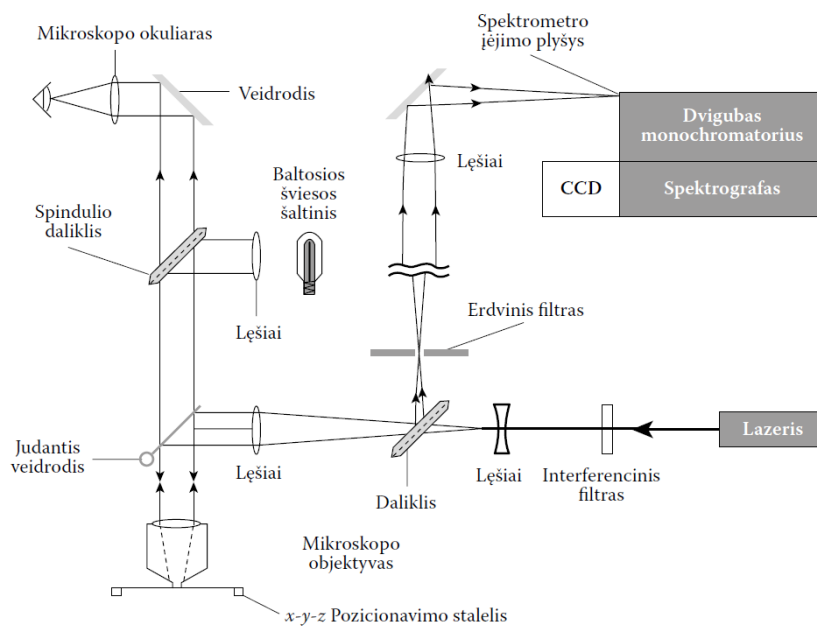 Mikroskopo okuliaras
Veidrodis
Spektrometro
įėjimo plyšys
Dvigubas
monochromatorius
CCD
Spektrografas
Lęšiai
Baltosios
šviesos
šaltinis
Spindulio
daliklis
Lęšiai
Erdvinis filtras
Judantis
veidrodis
Lęšiai
Daliklis
Lęšiai
Interferencinis
filtras
Lazeris
Mikroskopo
objektyvas
x-y-z Pozicionavimo stalelis